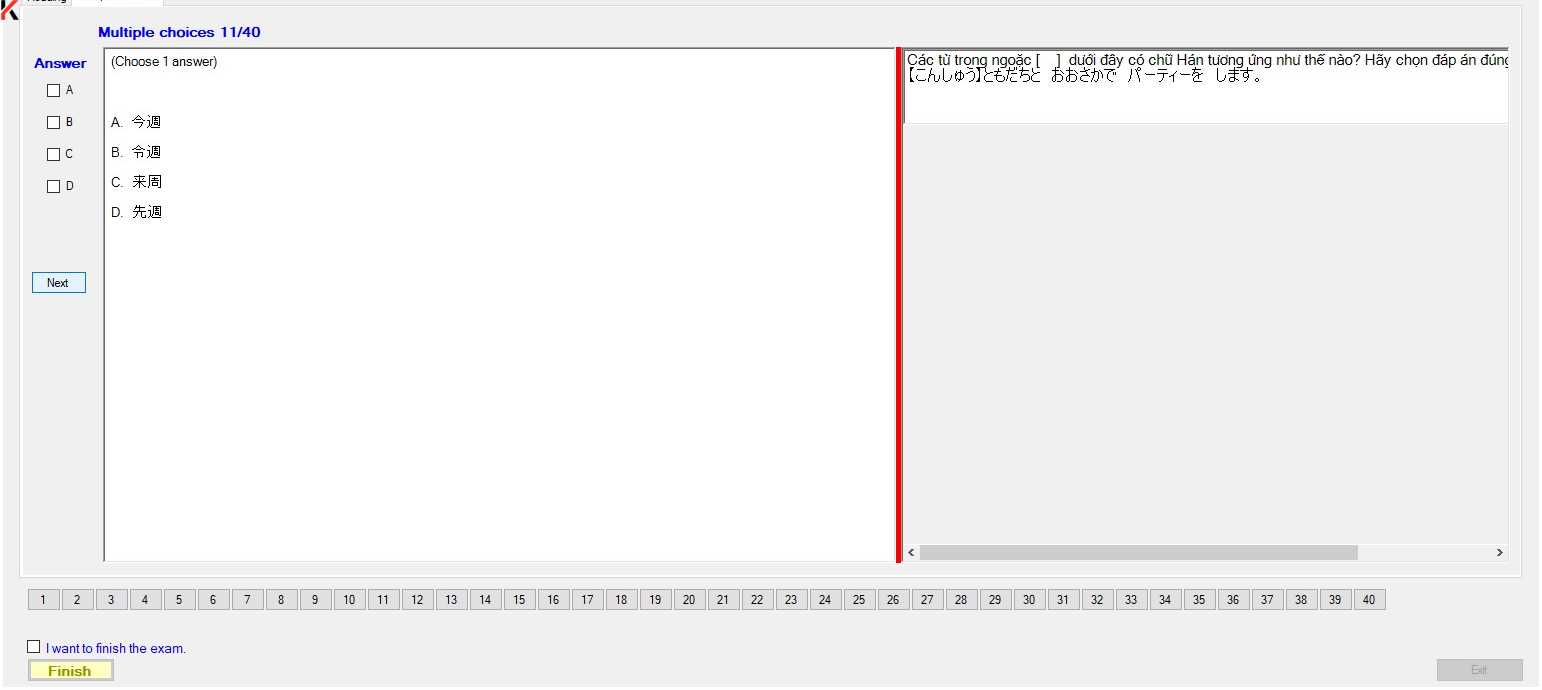 Multiple choices 11/40
Answer
(Choose 1 answer)
A
B
C
D
A. 今週
B. 令週
C. 来周
D. 先週
Next
Các từ trong ngoặc [ ] dưới đây có chữ Hán tương ứng như thế nào? Hãy chọn đáp án đúng
【こんしゅう】ともだちと おおさかで パーティーを します。
1 2 3 4 5 6 7 8 9 10 11 12 13 14 15 16 17 18 19 20 21 22 23 24 25 26 27 28 29 30 31 32 33 34 35 36 37 38 39 40
I want to finish the exam.
Finish
Exit